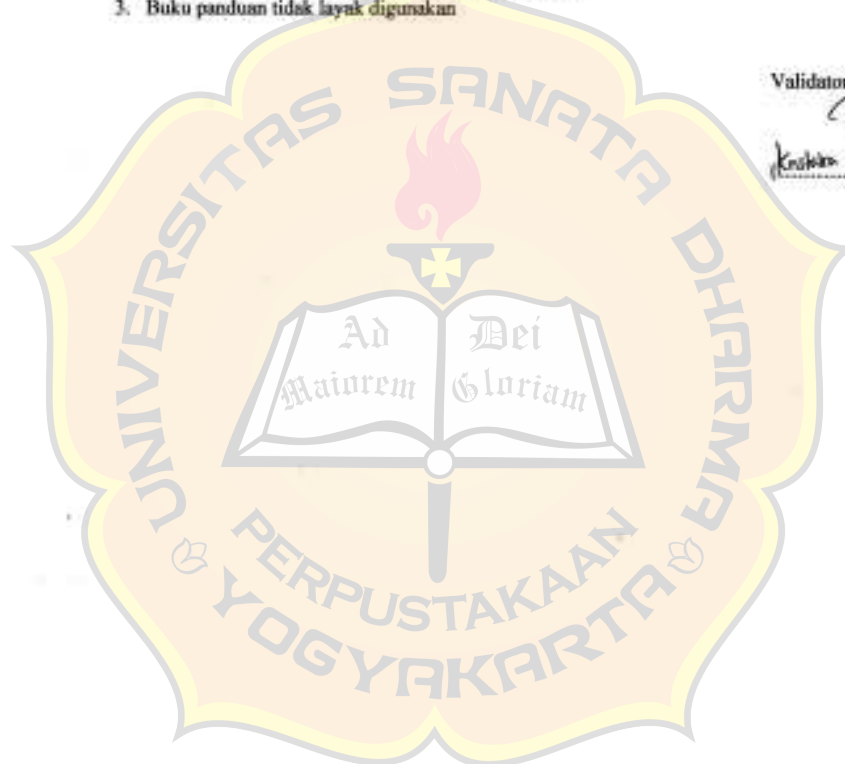 3. Buku panduan tidak layak digunakan
Validator
UNIVERSITAS SANATA DHARMA
Ad Dei
Maiorem Gloriam
PERPUSTAKAAN
YOGYAKARTA